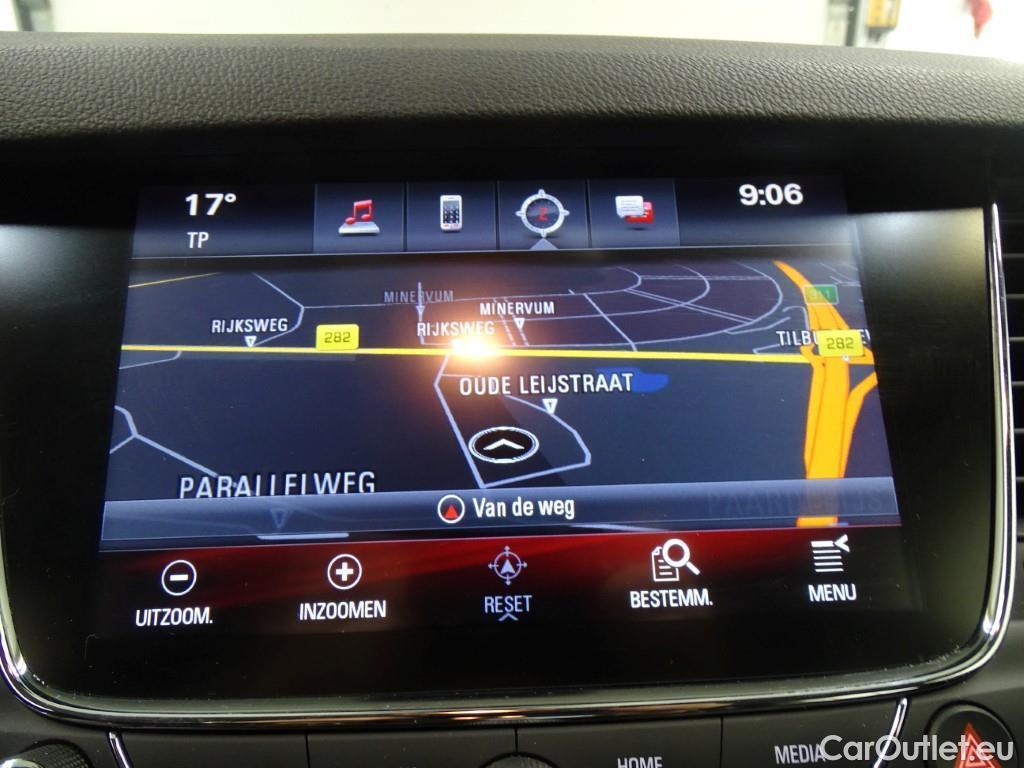 17°
TP
Z
9:06
MINERVUM
311
RIJKSWEG
282
RIJKSWEG
MINERVUM
282
OUDE LEIJSTRAAT
PARALLELWEG
Van de weg
UITZOOM.
INZOOMEN
RESET
BESTEMM.
MENU
HOME
MEDIA
CarOutlet.eu